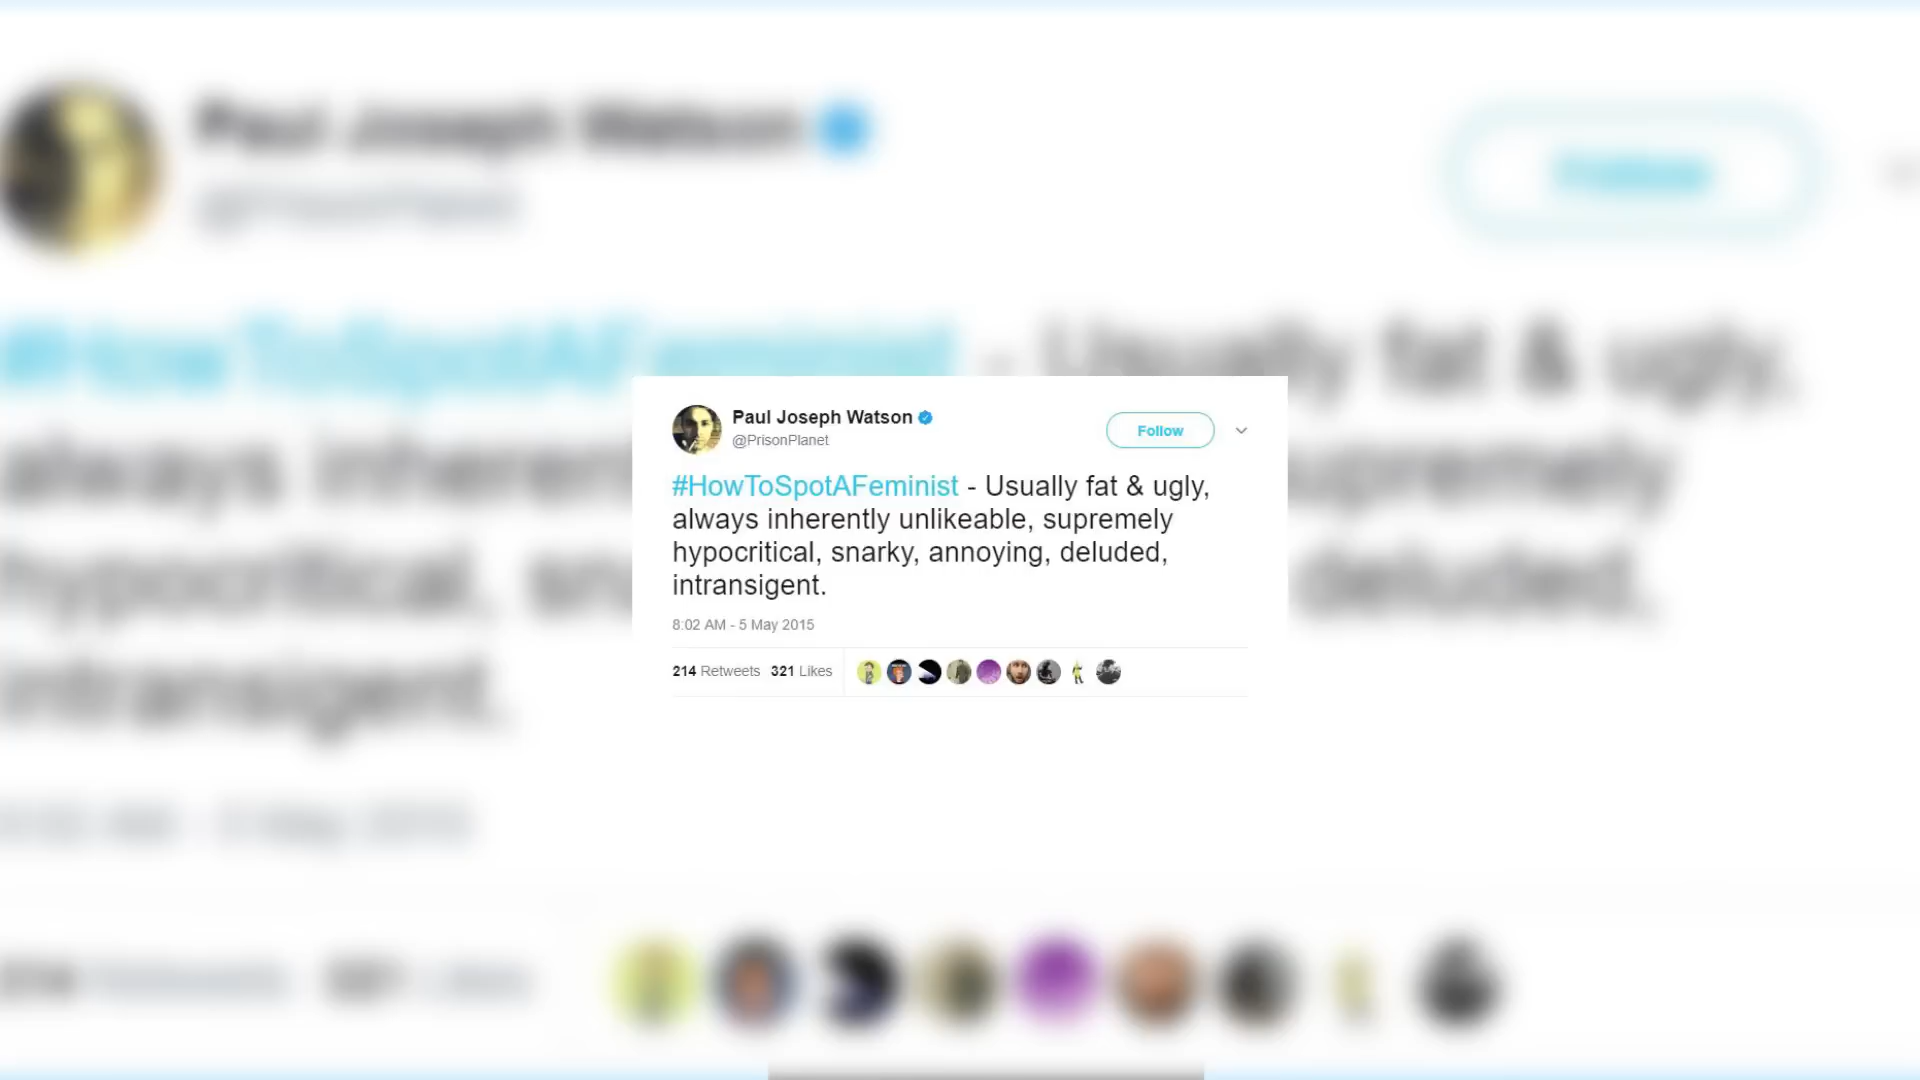 Paul Joseph Watson
@PrisonPlanet
Follow
#HowToSpotAFeminist - Usually fat & ugly,
always inherently unlikeable, supremely
hypocritical, snarky, annoying, deluded,
intransigent.
8:02 AM - 5 May 2015
214 Retweets 321 Likes